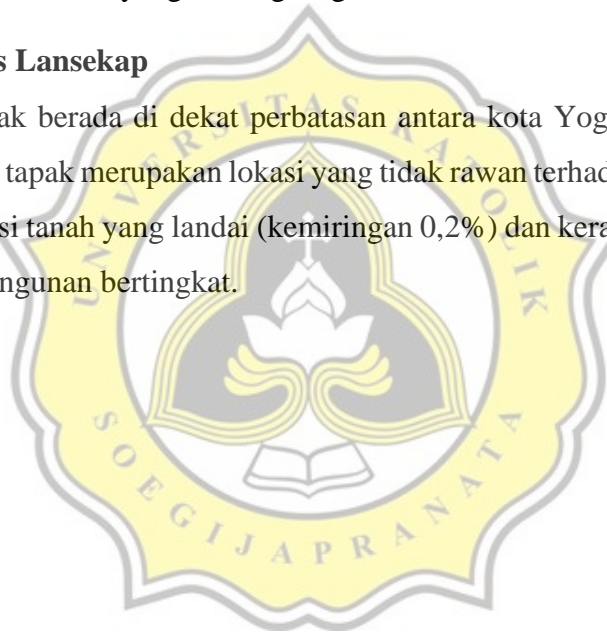 s Lansekap
ak berada di dekat perbatasan antara kota Yog
tapak merupakan lokasi yang tidak rawan terhad
si tanah yang landai (kemiringan 0,2%) dan kera
ngunan bertingkat.
UNIVERSITAS KATOLIK
SOEGIJAPRANATA